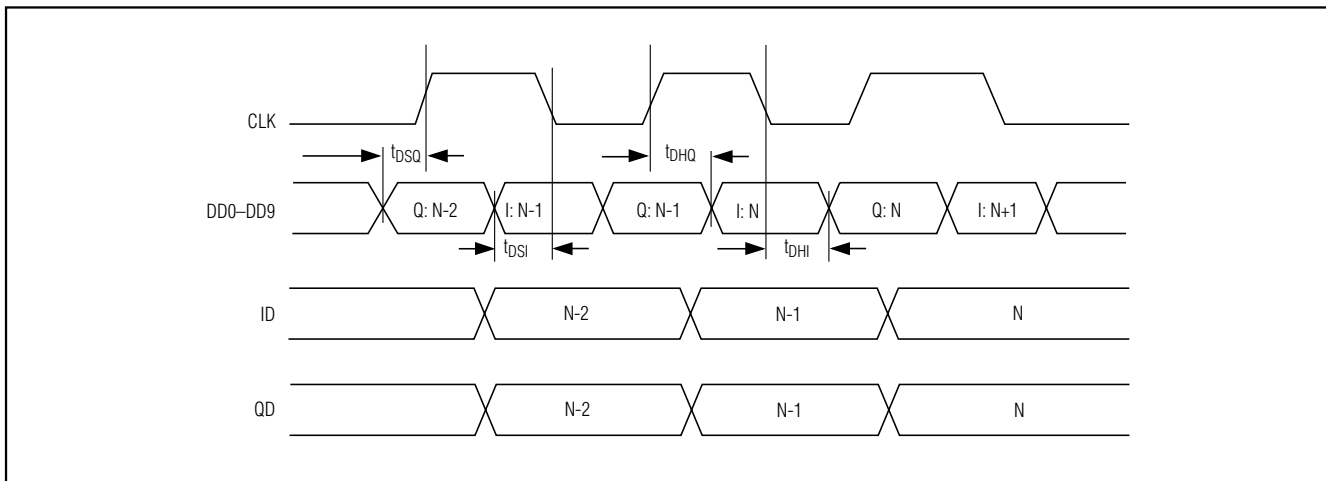 CLK
tDSQ
tDHQ
DD0–DD9
Q: N-2
I: N-1
Q: N-1
I: N
Q: N
I: N+1
tDSI
tDHI
ID
N-2
N-1
N
QD
N-2
N-1
N